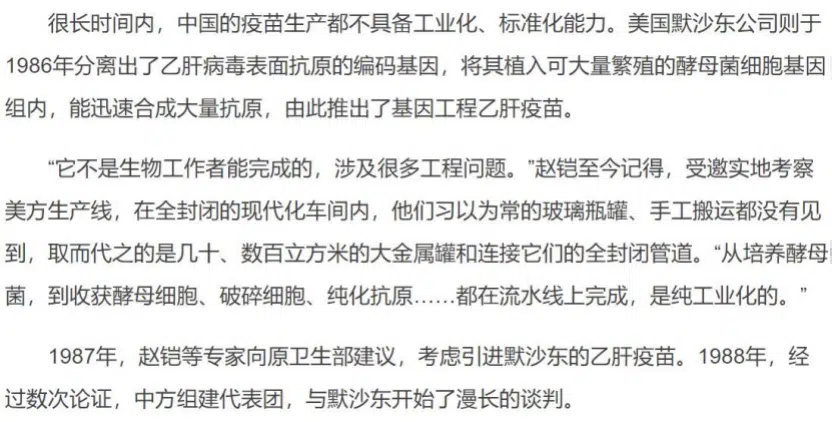 很长时间内，中国的疫苗生产都不具备工业化、标准化能力。美国默沙东公司则于
1986年分离出了乙肝病毒表面抗原的编码基因，将其植入可大量繁殖的酵母菌细胞基因
组内，能迅速合成大量抗原，由此推出了基因工程乙肝疫苗。
“它不是生物工作者能完成的，涉及很多工程问题。”赵铠至今记得，受邀实地考察
美方生产线，在全封闭的现代化车间内，他们习以为常的玻璃瓶罐、手工搬运都没有见
到，取而代之的是几十、数百立方米的大金属罐和连接它们的全封闭管道。“从培养酵母
菌，到收获酵母细胞、破碎细胞、纯化抗原……都在流水线上完成，是纯工业化的。”
1987年，赵铠等专家向原卫生部建议，考虑引进默沙东的乙肝疫苗。1988年，经
过数次论证，中方组建代表团，与默沙东开始了漫长的谈判。